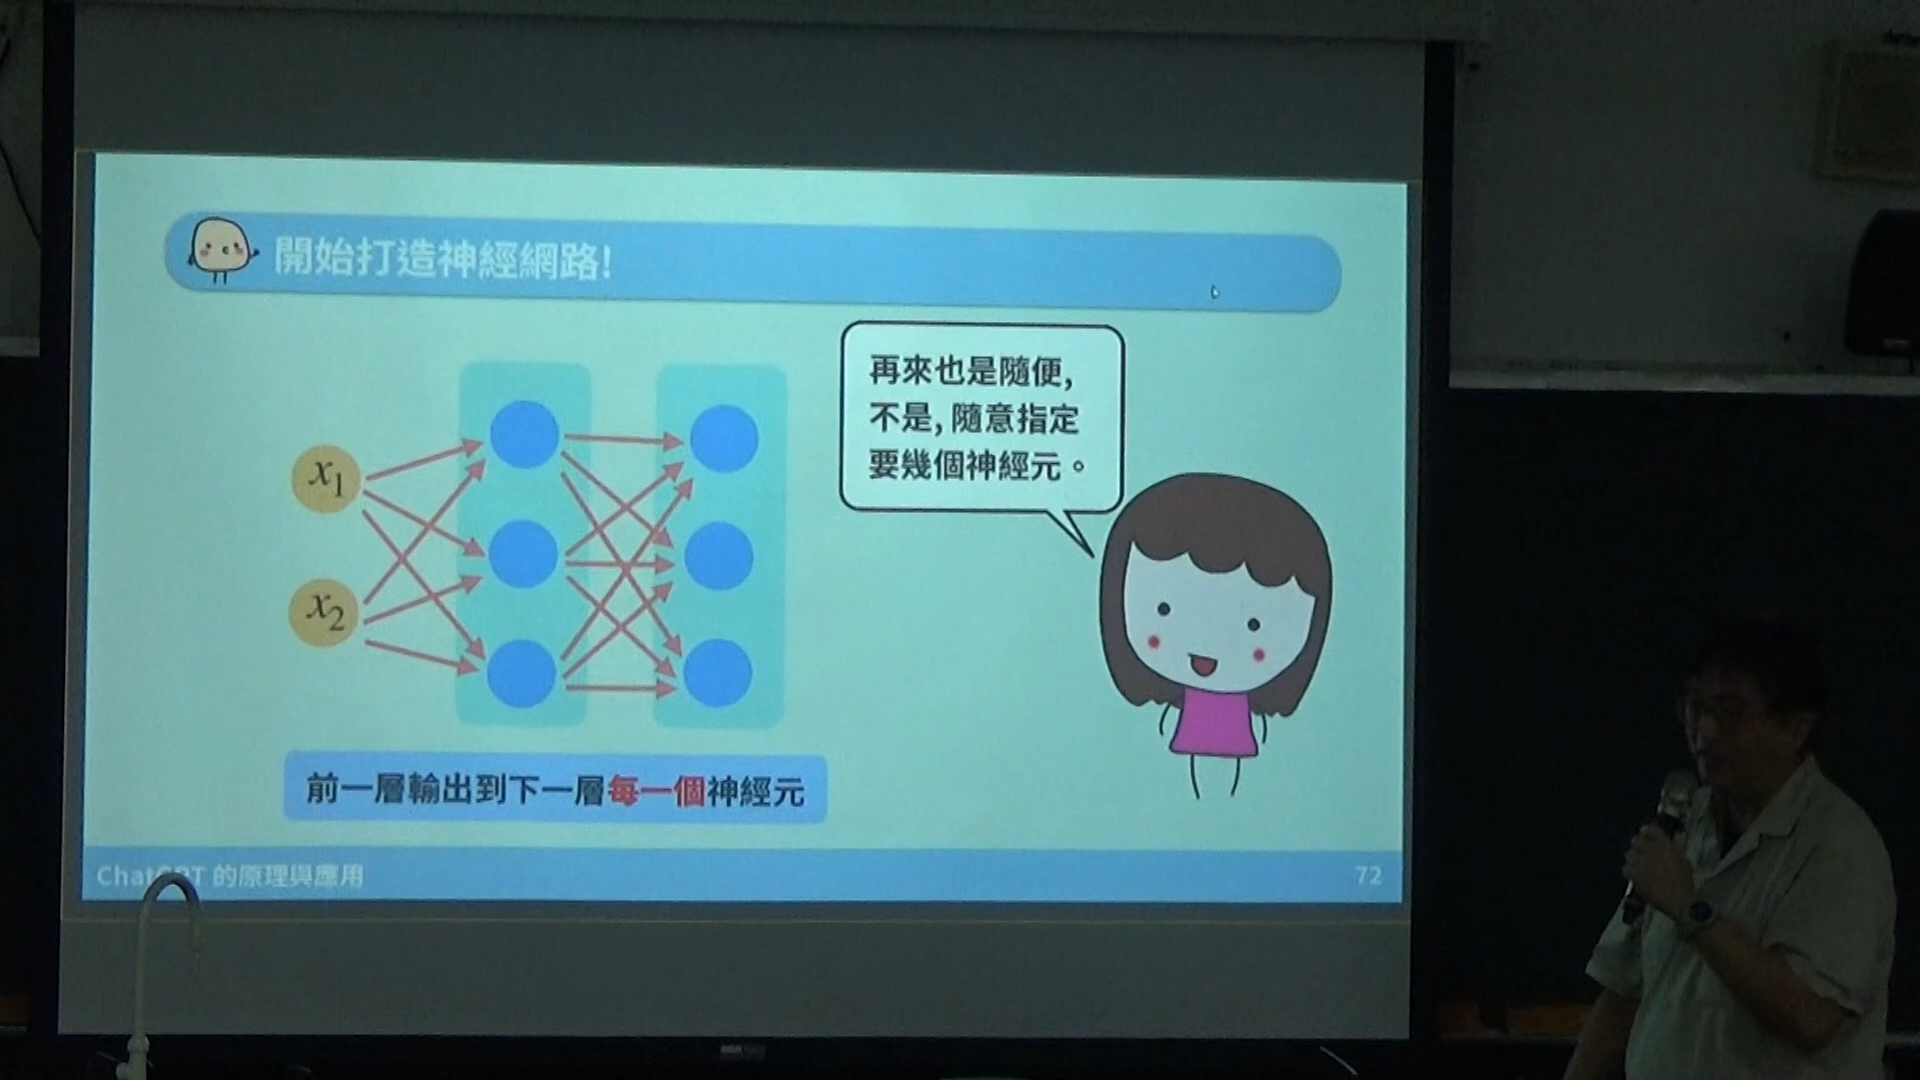 開始打造神經網路!
再來也是隨便,
不是, 隨意指定
要幾個神經元。
x1
x2
前一層輸出到下一層每一個神經元
ChatGPT 的原理與應用
72